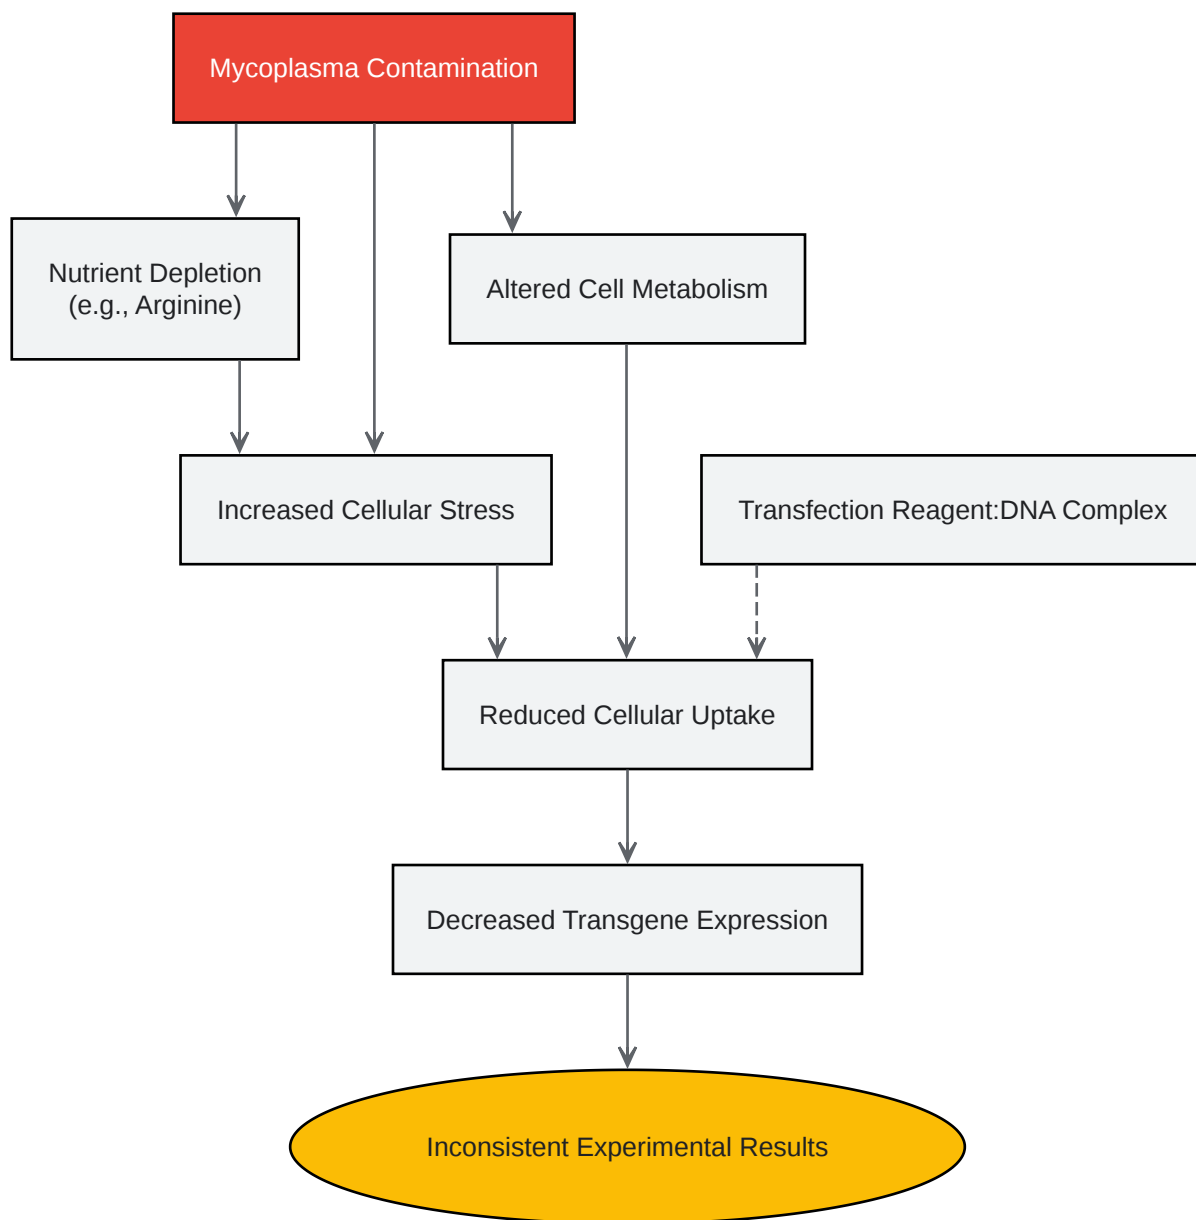 Mycoplasma Contamination
Nutrient Depletion
(e.g., Arginine)
Altered Cell Metabolism
Increased Cellular Stress
Transfection Reagent:DNA Complex
Reduced Cellular Uptake
Decreased Transgene Expression
Inconsistent Experimental Results